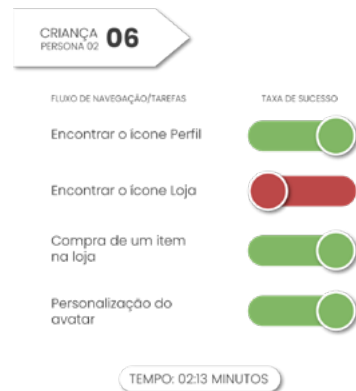 CRIANÇA 06
PERSONA 02
FLUXO DE NAVEGAÇÃO/TAREFAS TAXA DE SUCESSO
Encontrar o ícone Perfil
Encontrar o ícone Loja
Compra de um item
na loja
Personalização do
avatar
TEMPO: 02:13 MINUTOS